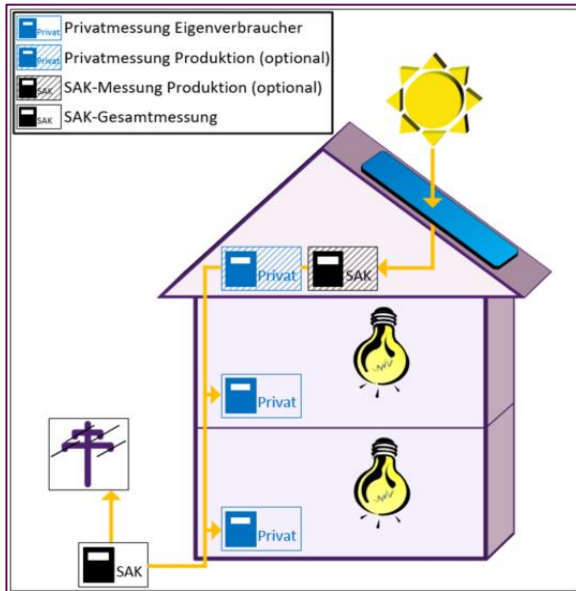 Privat Privatmessung Eigenverbraucher
Privat Privatmessung Produktion (optional)
SAK SAK-Messung Produktion (optional)
SAK SAK-Gesamtmessung
Privat SAK
Privat
Privat
SAK